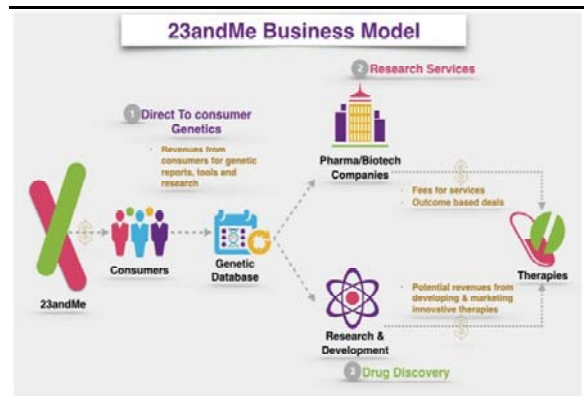 23andMe Business Model
2 Research Services
1 Direct To consumer
Genetics
• Revenues from
consumers for genetic
reports, tools and
research
Pharma/Biotech
Companies
• Fees for services
• Outcome based deals
23andMe
Consumers
Genetic
Database
Therapies
• Potential revenues from
developing & marketing
innovative therapies
Research &
Development
3 Drug Discovery